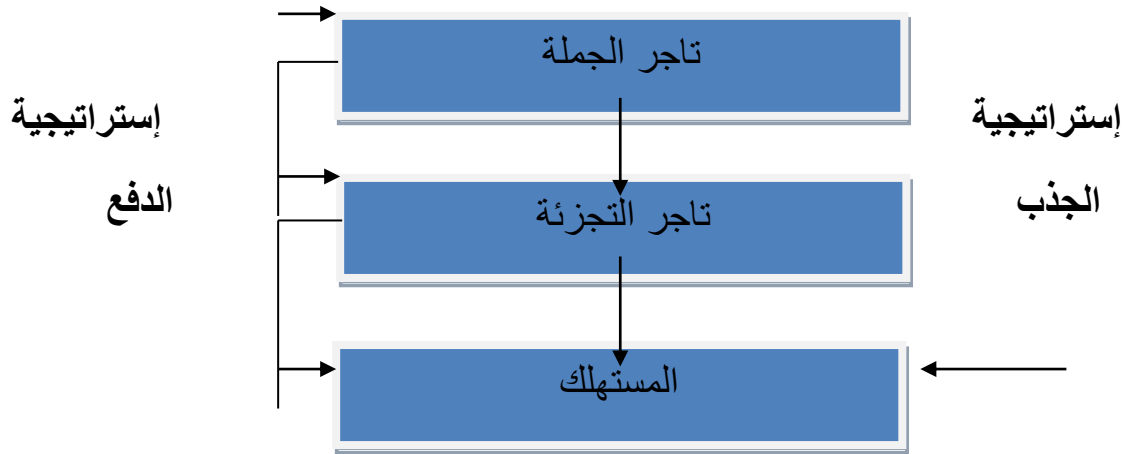 تاجر الجملة
إستراتيجية
الجذب
إستراتيجية
الدفع
تاجر التجزئة
المستهلك